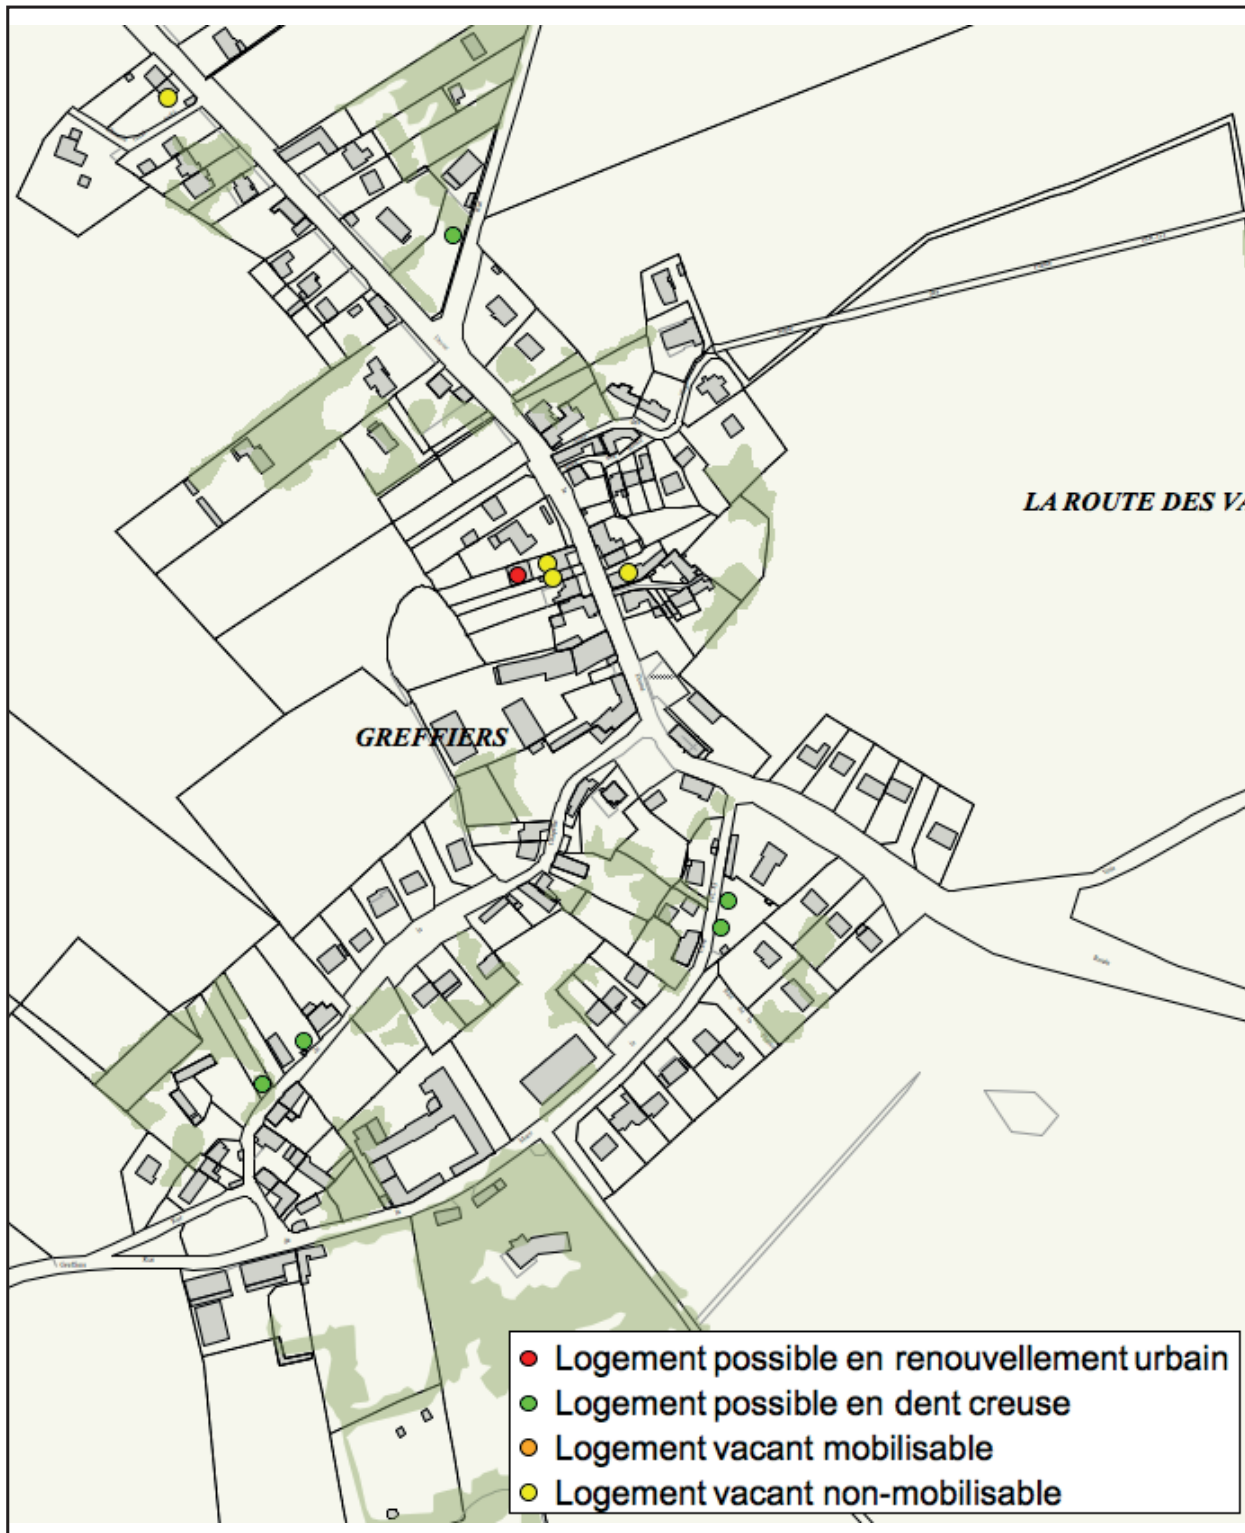 LA ROUTE DES VA
GREFFIERS
Rue
Logement possible en renouvellement urbain
Logement possible en dent creuse
Logement vacant mobilisable
Logement vacant non-mobilisable